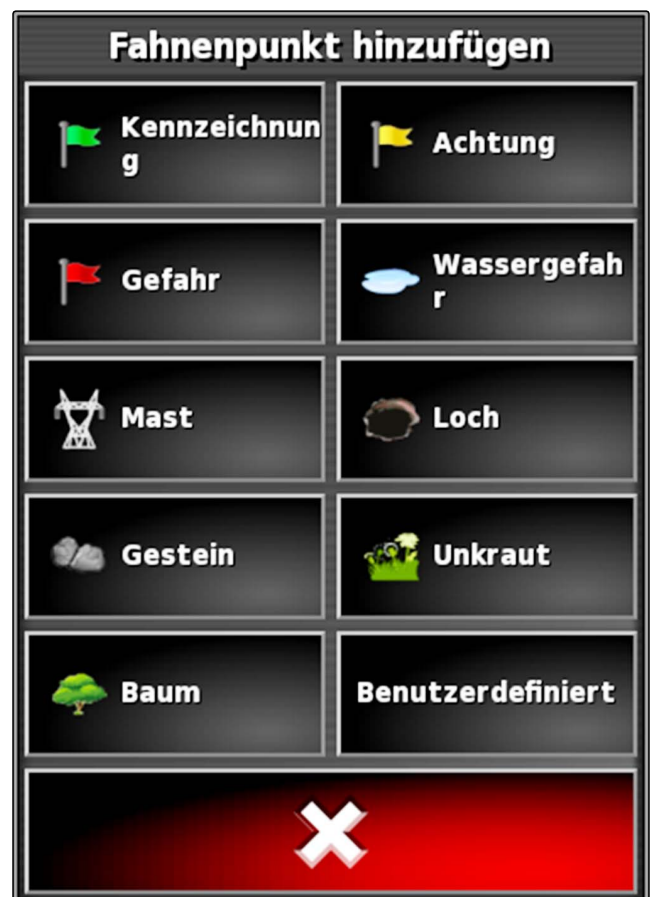 Fahnenpunkt hinzufügen
Kennzeichnun
g
Achtung
Gefahr
Wassergefah
r
Mast
Loch
Gestein
Unkraut
Baum
Benutzerdefiniert